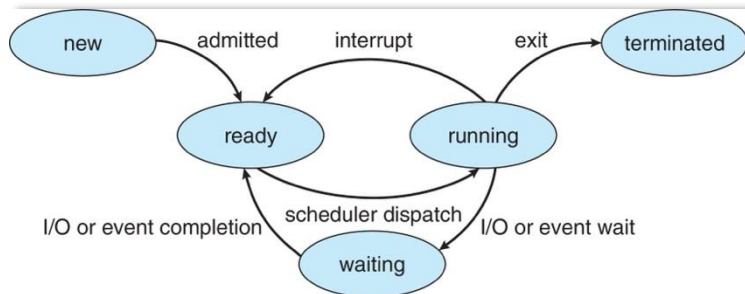 new
admitted
interrupt
exit
terminated
ready
running
I/O or event completion
scheduler dispatch
I/O or event wait
waiting